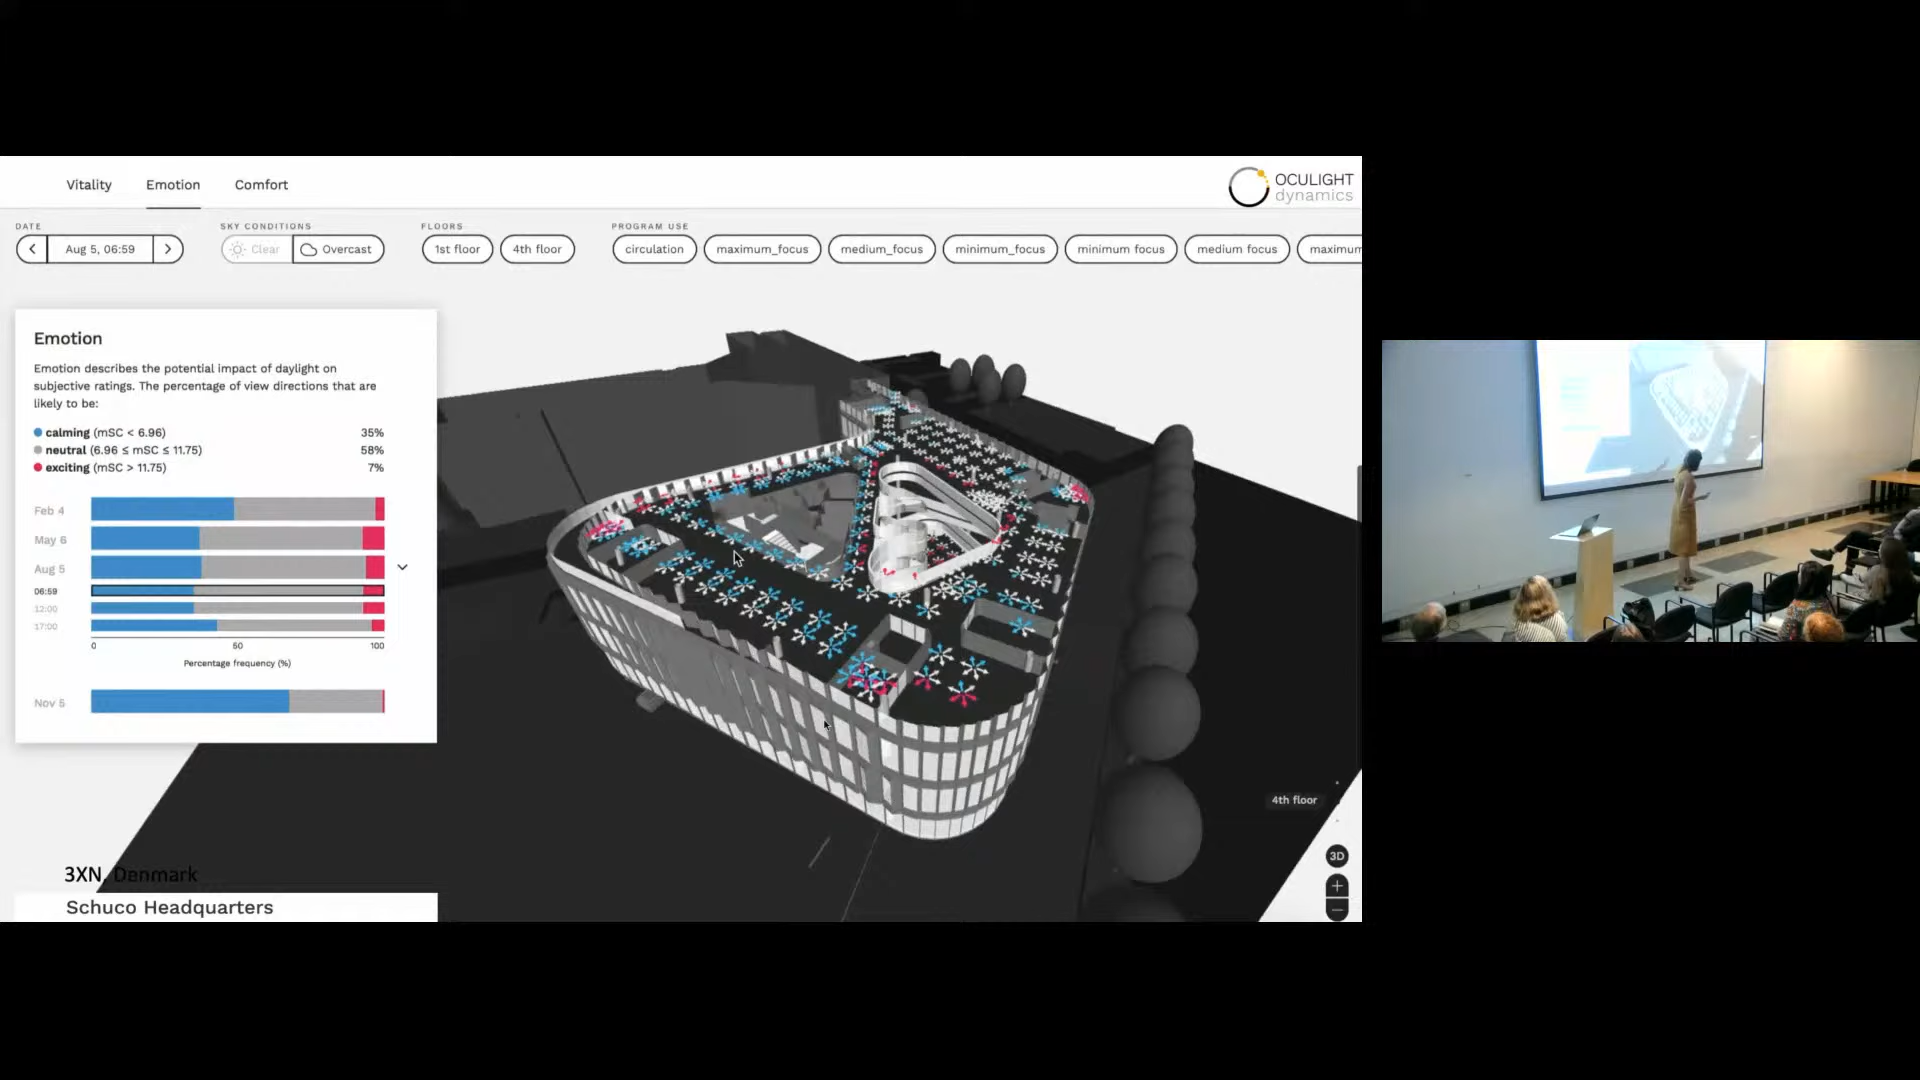 Vitality
Emotion
Comfort
OCULIGHT
dynamics
DATE
SKY CONDITIONS
FLOORS
PROGRAM USE
Aug 5, 06:59
Clear
Overcast
1st floor
4th floor
circulation
maximum_focus
medium_focus
minimum_focus
minimum focus
medium focus
maximum
Emotion
Emotion describes the potential impact of daylight on
subjective ratings. The percentage of view directions that are
likely to be:
calming (mSC < 6.96) 35%
neutral (6.96 ≤ mSC ≤ 11.75) 58%
exciting (mSC > 11.75) 7%
Feb 4
May 6
Aug 5
06:59
12:00
17:00
0 50 100
Percentage frequency (%)
Nov 5
4th floor
3D
3XN, Denmark
Schuco Headquarters